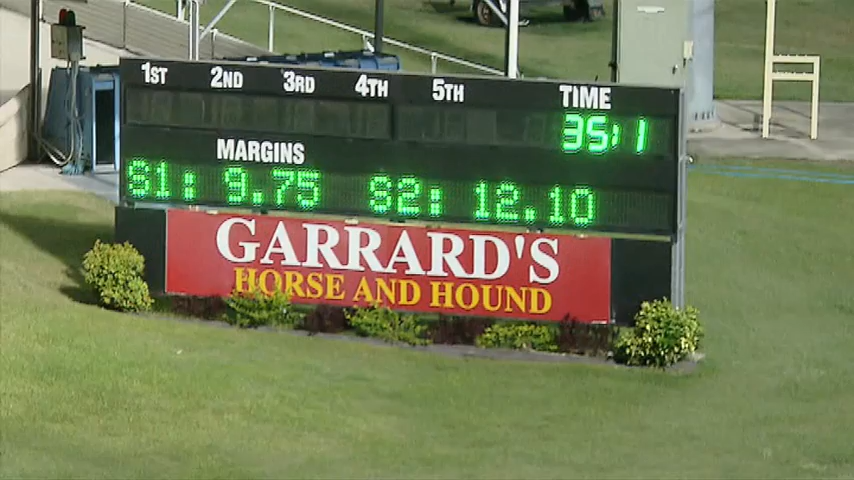 1ST 2ND 3RD 4TH 5TH TIME
35:1
MARGINS
S1: 9.75 S2: 12.10
GARRARD'S
HORSE AND HOUND